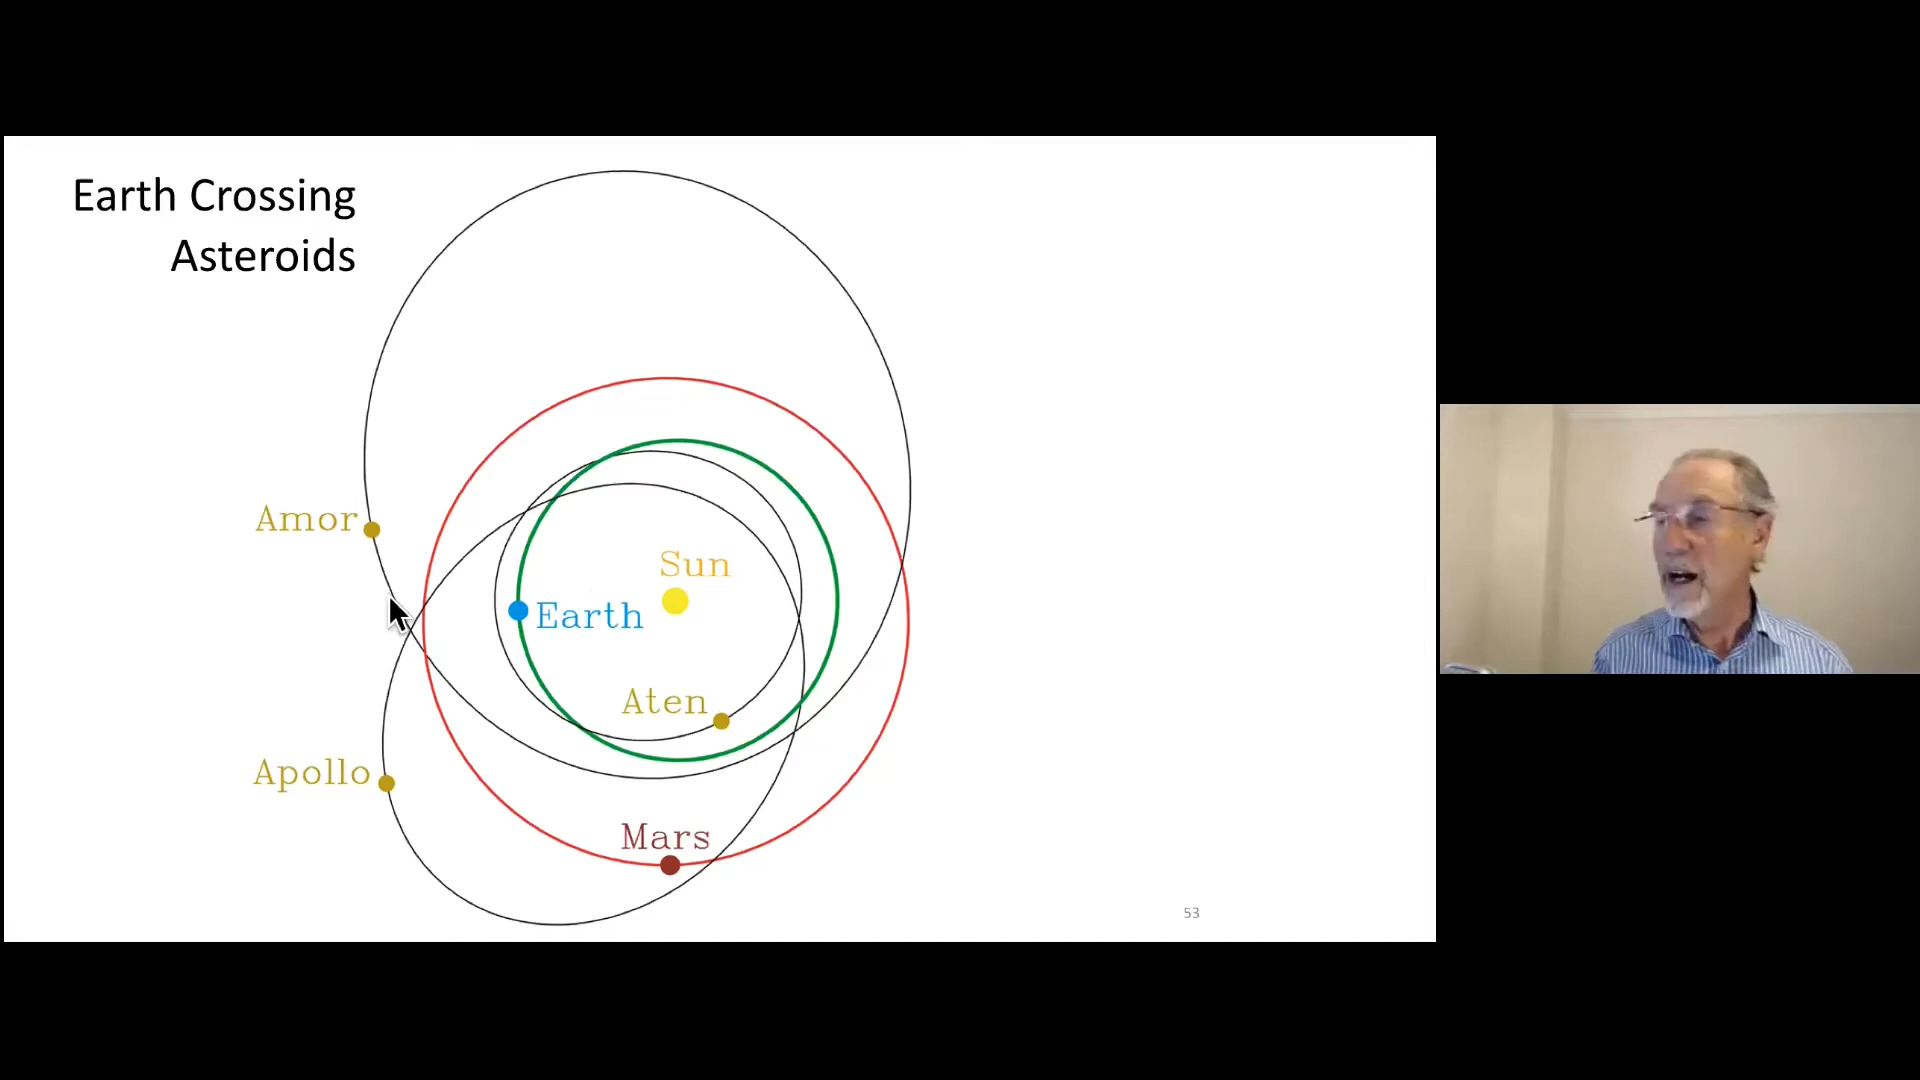 Earth Crossing
Asteroids
Amor
Sun
Earth
Aten
Apollo
Mars
53